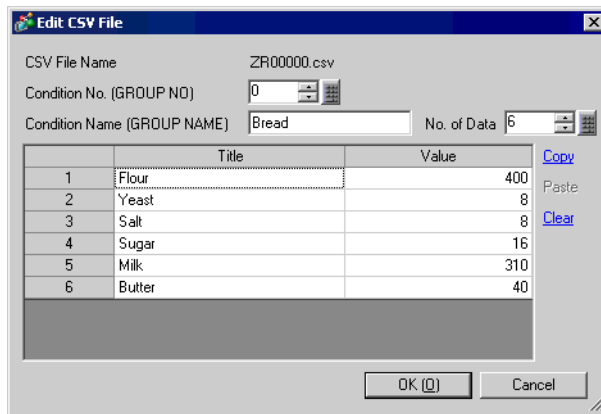 Edit CSV File
CSV File Name ZR00000.csv
Condition No. (GROUP NO) 0
Condition Name (GROUP NAME) Bread No. of Data 6
Title Value Copy
1 Flour 400
Paste
2 Yeast 8
3 Salt 8 Clear
4 Sugar 16
5 Milk 310
6 Butter 40
OK (O) Cancel